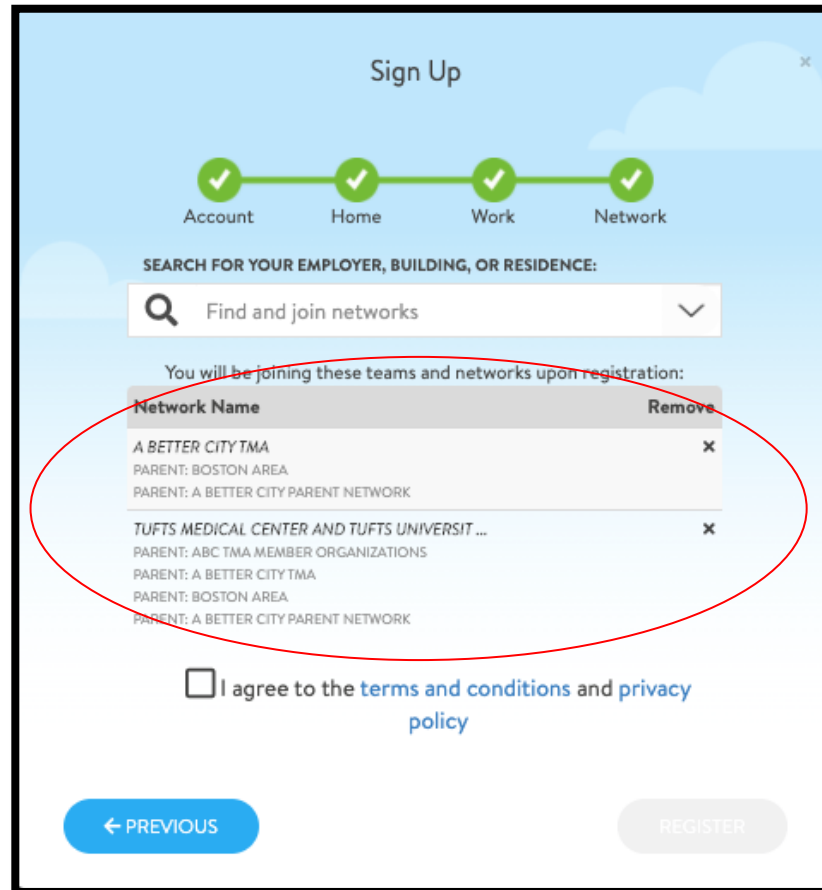 Sign Up
×
Account Home Work Network
SEARCH FOR YOUR EMPLOYER, BUILDING, OR RESIDENCE:
Find and join networks
You will be joining these teams and networks upon registration:
Network Name Remove
A BETTER CITY TMA ×
PARENT: BOSTON AREA
PARENT: A BETTER CITY PARENT NETWORK
TUFTS MEDICAL CENTER AND TUFTS UNIVERSIT ... ×
PARENT: ABC TMA MEMBER ORGANIZATIONS
PARENT: A BETTER CITY TMA
PARENT: BOSTON AREA
PARENT: A BETTER CITY PARENT NETWORK
I agree to the terms and conditions and privacy
policy
← PREVIOUS REGISTER